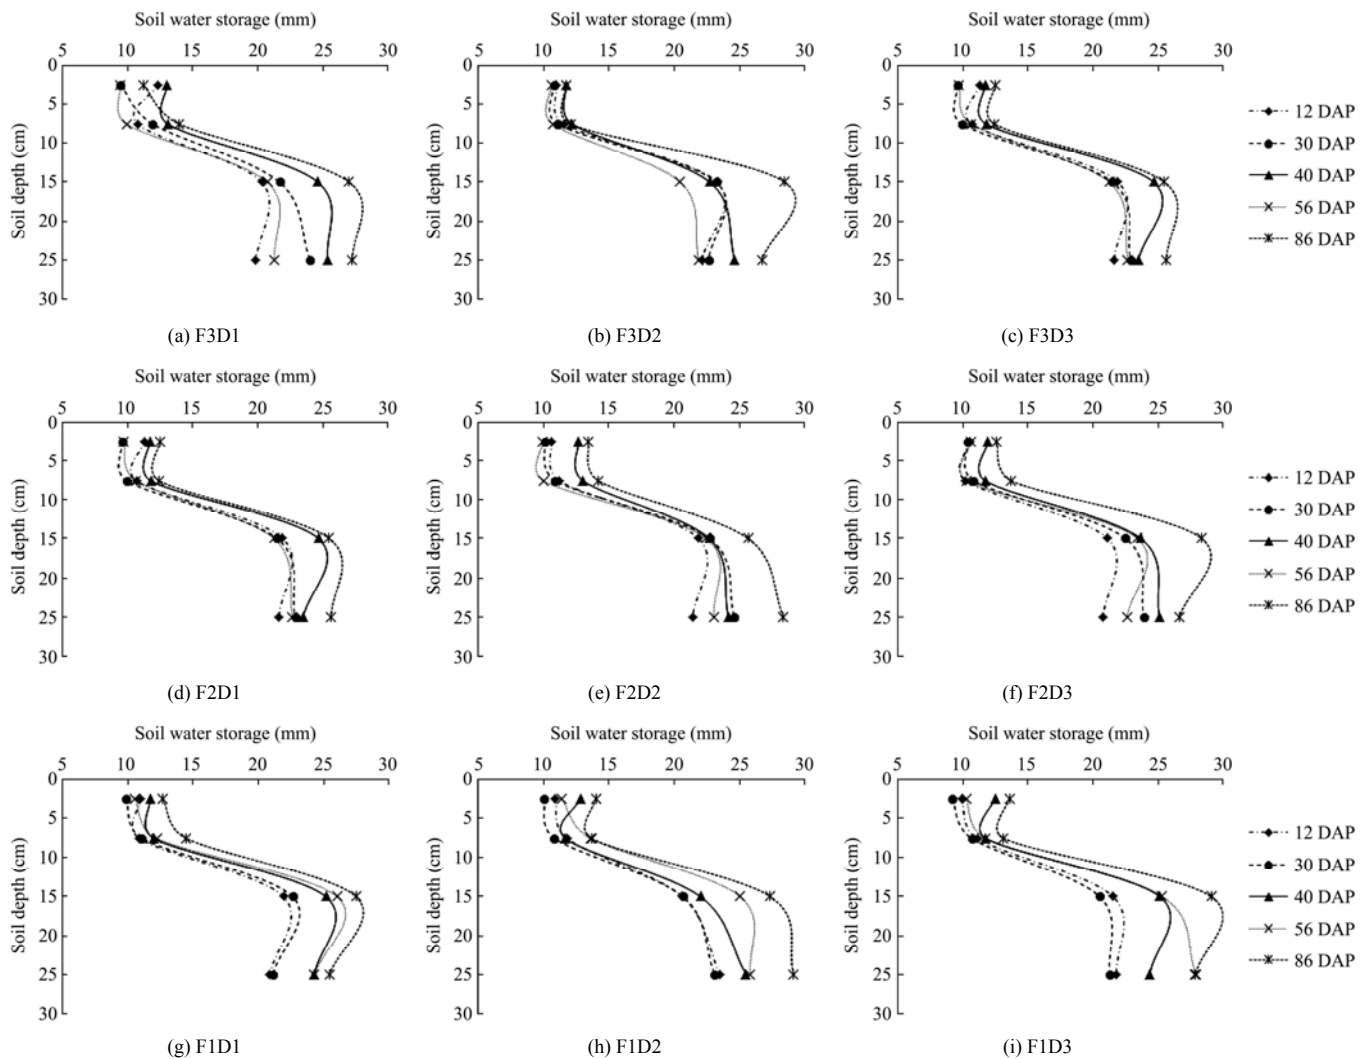 Soil water storage (mm) Soil water storage (mm) Soil water storage (mm)
5 10 15 20 25 30 5 10 15 20 25 30 5 10 15 20 25 30
0 0 0
5 5 5
10 10 10
15 15 15
20 20 20
25 25 25
30 30 30
Soil depth (cm) Soil depth (cm) Soil depth (cm)
12 DAP
30 DAP
40 DAP
56 DAP
86 DAP
(a) F3D1 (b) F3D2 (c) F3D3
Soil water storage (mm) Soil water storage (mm) Soil water storage (mm)
5 10 15 20 25 30 5 10 15 20 25 30 5 10 15 20 25 30
0 0 0
5 5 5
10 10 10
15 15 15
20 20 20
25 25 25
30 30 30
Soil depth (cm) Soil depth (cm) Soil depth (cm)
12 DAP
30 DAP
40 DAP
56 DAP
86 DAP
(d) F2D1 (e) F2D2 (f) F2D3
Soil water storage (mm) Soil water storage (mm) Soil water storage (mm)
5 10 15 20 25 30 5 10 15 20 25 30 5 10 15 20 25 30
0 0 0
5 5 5
10 10 10
15 15 15
20 20 20
25 25 25
30 30 30
Soil depth (cm) Soil depth (cm) Soil depth (cm)
12 DAP
30 DAP
40 DAP
56 DAP
86 DAP
(g) F1D1 (h) F1D2 (i) F1D3